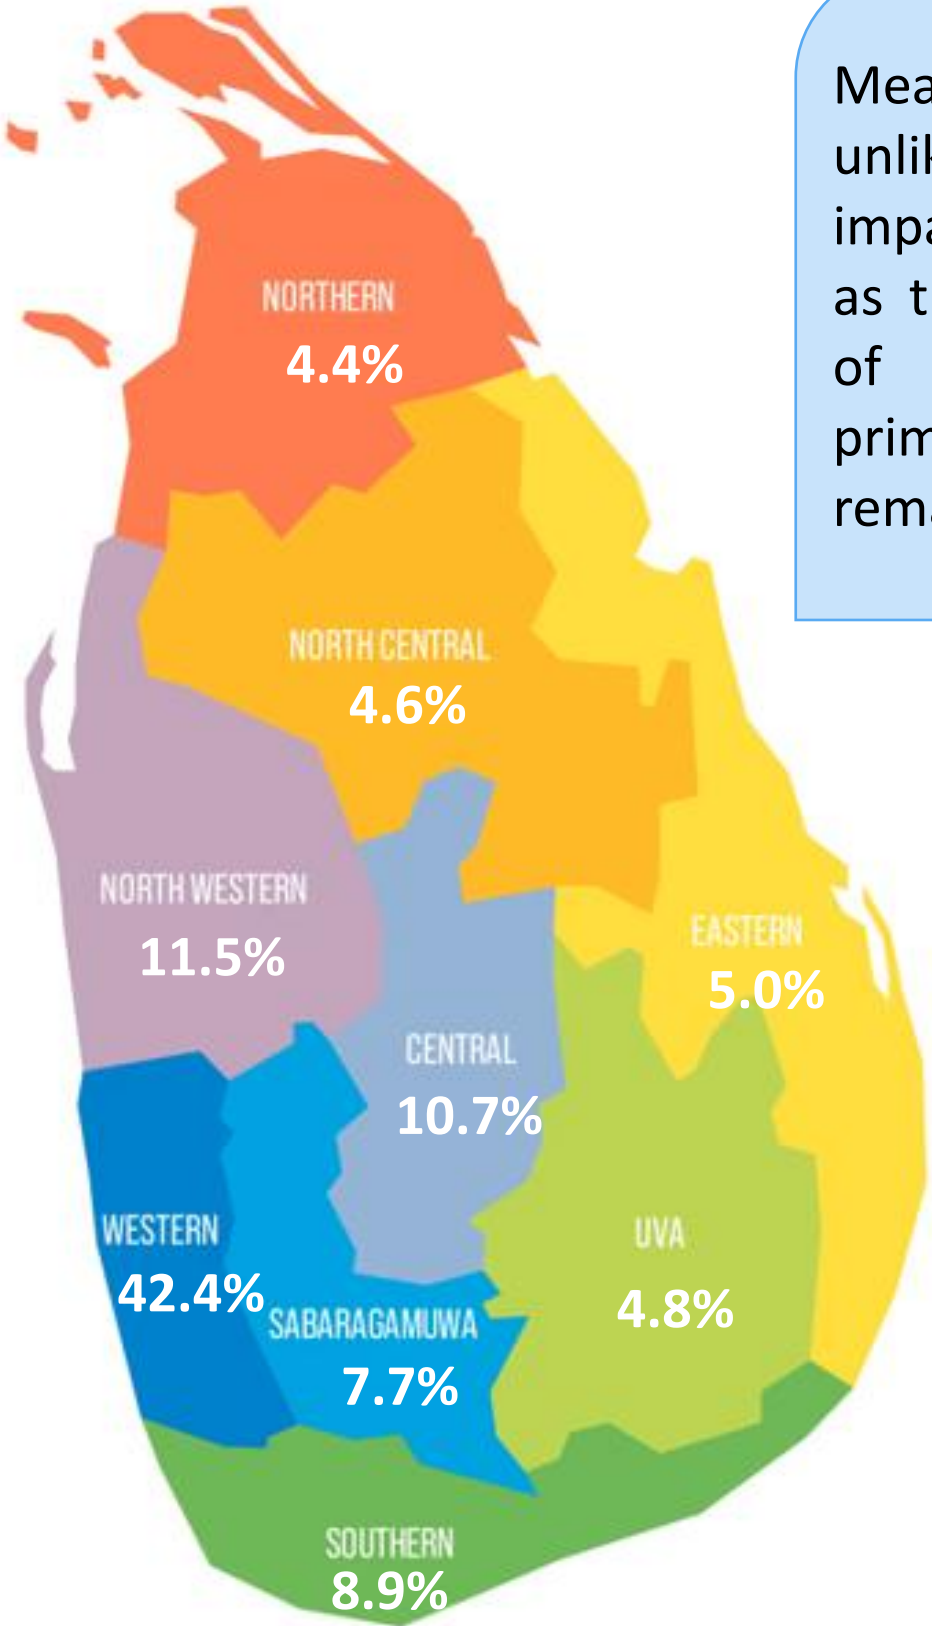 NORTHERN
4.4%
NORTH CENTRAL
4.6%
NORTH WESTERN
11.5%
EASTERN
5.0%
CENTRAL
10.7%
WESTERN
42.4%
UVA
4.8%
SABARAGAMUWA
7.7%
SOUTHERN
8.9%
Mea
unlik
impa
as t
of
prim
rema